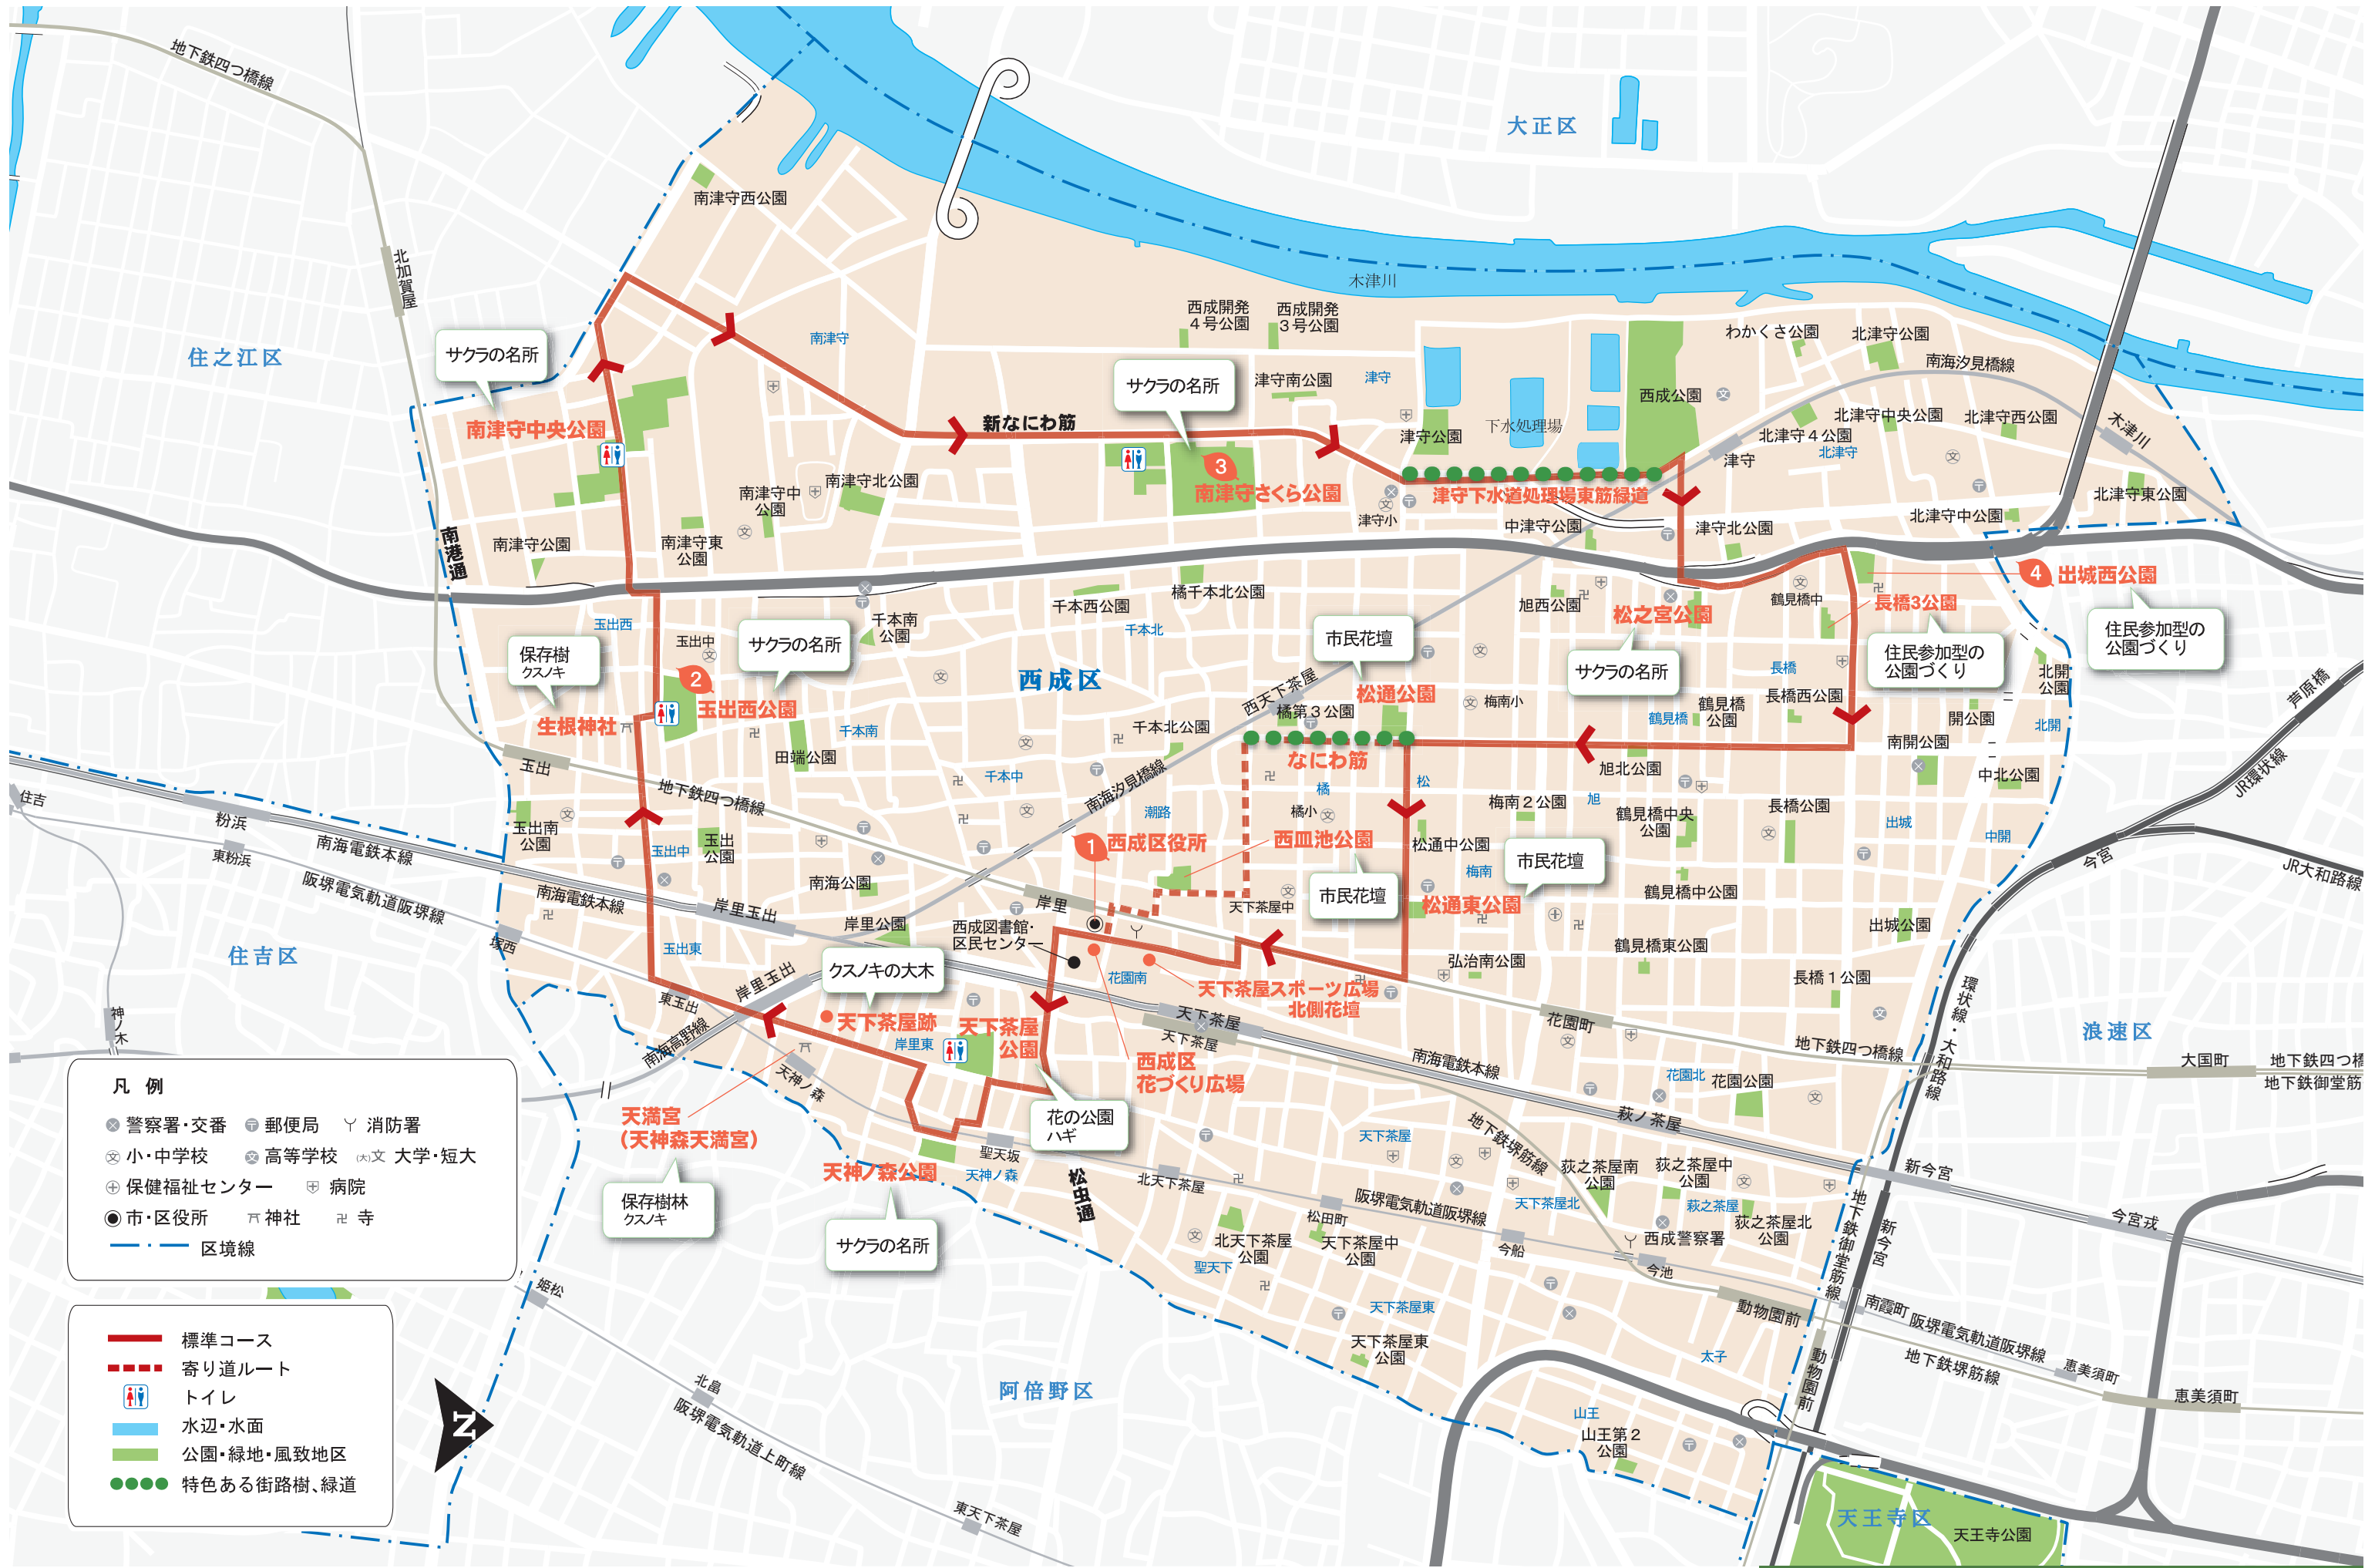 地下鉄四つ橋線
大正区
南津守西公園
木津川
北加賀屋
住之江区
サクラの名所
南津守中央公園
南津守
新なにわ筋
西成開発
4号公園
西成開発
3号公園
サクラの名所
津守南公園
津守
津守公園
下水処理場
西成公園
わかくさ公園
北津守公園
南海汐見橋線
北津守中央公園
北津守西公園
北津守4公園
北津守
津守
木津川
北津守東公園
北津守中公園
3
南津守さくら公園
津守下水道処理場東筋緑道
津守小
中津守公園
津守北公園
南津守中
公園
南津守北公園
南津守公園
南津守東
公園
南港通
玉出西
玉出中
保存樹
クスノキ
生根神社
2
玉出西公園
サクラの名所
千本南
公園
千本西公園
橘千本北公園
千本北
西成区
市民花壇
旭西公園
松之宮公園
サクラの名所
鶴見橋中
長橋3公園
4
出城西公園
住民参加型の
公園づくり
住民参加型の
公園づくり
長橋
長橋西公園
鶴見橋
公園
鶴見橋
北開
公園
開公園
北開
南開公園
中北公園
西天下茶屋
松通公園
梅南小
橘第3公園
千本北公園
なにわ筋
千本南
田端公園
千本中
南海汐見橋線
潮路
橘
橘小
松
旭北公園
旭
梅南2公園
鶴見橋中央
公園
長橋公園
出城
中開
芦原橋
JR環状線
今宮
JR大和路線
玉出
地下鉄四つ橋線
住吉
粉浜
東粉浜
南海電鉄本線
阪堺電気軌道阪堺線
玉出南
公園
玉出中
玉出
公園
南海公園
1
西成区役所
西皿池公園
松通中公園
梅南
市民花壇
市民花壇
松通東公園
鶴見橋中公園
天下茶屋中
岸里
南海電鉄本線
岸里玉出
岸里公園
西成図書館・
区民センター
塚西
玉出東
住吉区
神ノ木
東玉出
岸里玉出
南海高野線
クスノキの大木
天下茶屋跡
天下茶屋
公園
岸里東
花園南
天下茶屋スポーツ広場
北側花壇
天下茶屋
天下茶屋
西成区
花づくり広場
弘治南公園
鶴見橋東公園
出城公園
長橋1公園
環状線・大和路線
浪速区
花園町
地下鉄四つ橋線
大国町
地下鉄四つ橋
地下鉄御堂筋
南海電鉄本線
花園北
花園公園
萩ノ茶屋
天神ノ森
天満宮
(天神森天満宮)
保存樹林
クスノキ
天神ノ森公園
サクラの名所
花の公園
ハギ
聖天坂
天神ノ森
松虫通
北天下茶屋
天下茶屋
地下鉄堺筋線
阪堺電気軌道阪堺線
松田町
北天下茶屋
公園
聖天下
天下茶屋中
公園
今船
天下茶屋北
荻之茶屋南
公園
荻之茶屋中
公園
萩之茶屋
荻之茶屋北
公園
西成警察署
今池
新今宮
今宮戎
地下鉄御堂筋線
新今宮
動物園前
南霞町
阪堺電気軌道阪堺線
恵美須町
地下鉄堺筋線
恵美須町
動物園前
天下茶屋東
天下茶屋東
公園
太子
山王
山王第2
公園
天王寺区
天王寺公園
阿倍野区
姫松
北畠
阪堺電気軌道上町線
東天下茶屋
凡 例
警察署・交番
郵便局
消防署
小・中学校
高等学校
(大)文 大学・短大
保健福祉センター
病院
市・区役所
神社
寺
区境線
標準コース
寄り道ルート
トイレ
水辺・水面
公園・緑地・風致地区
特色ある街路樹、緑道
N